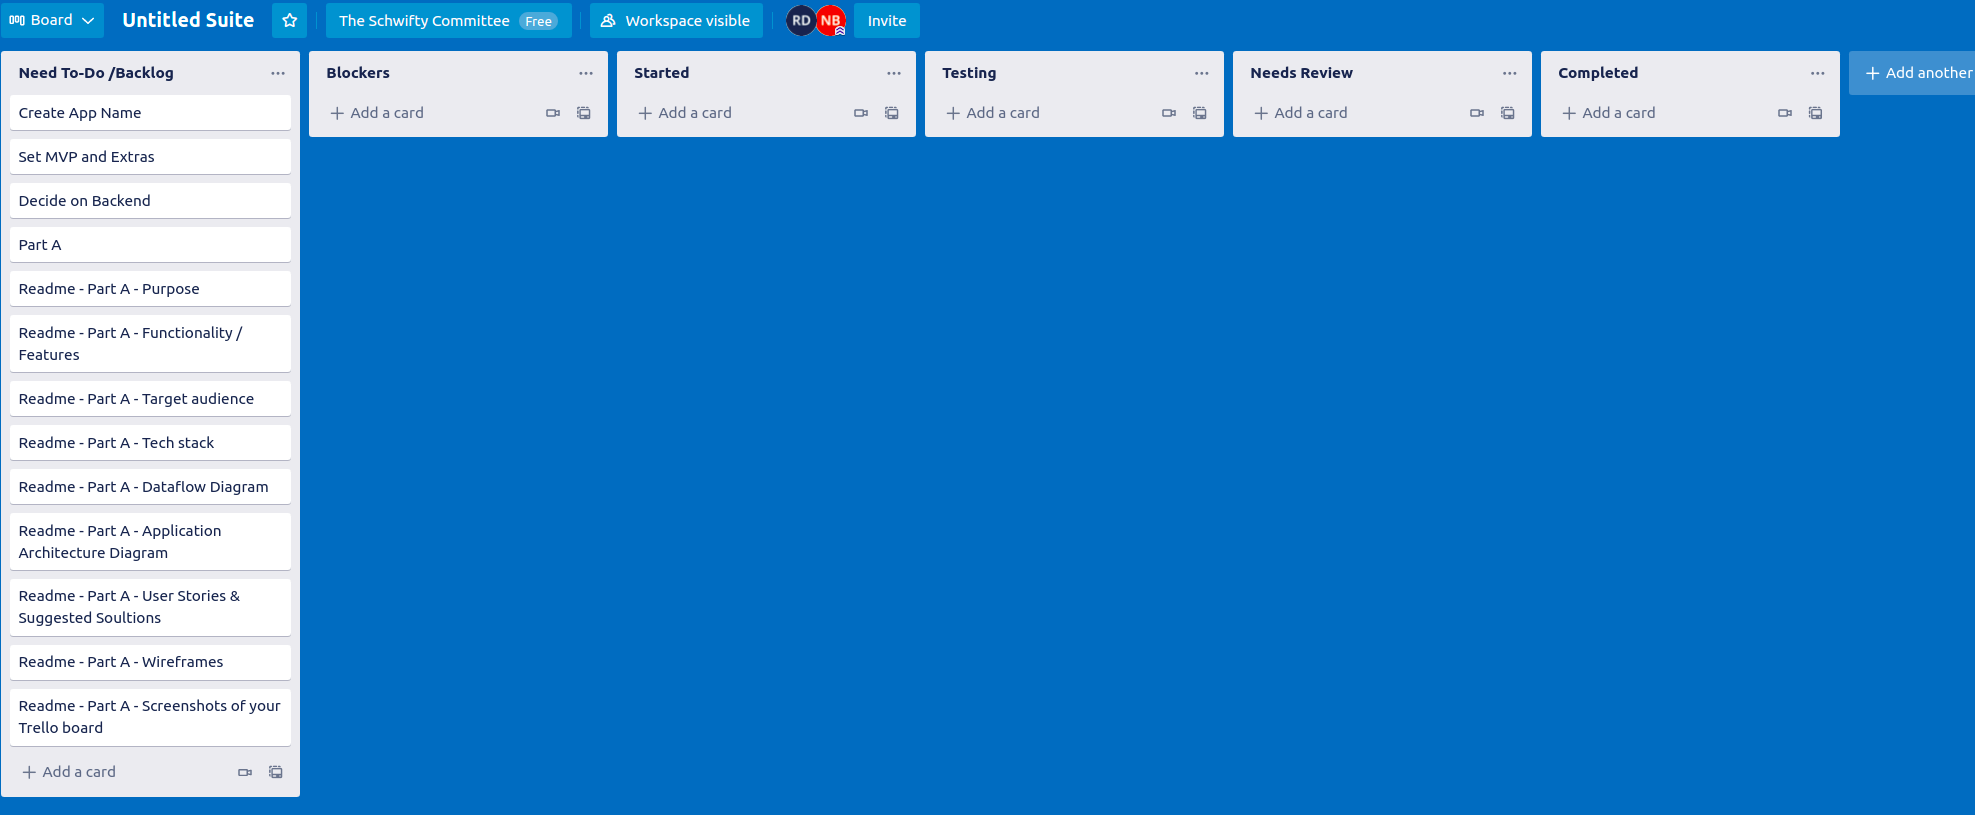 Board
Untitled Suite
The Schwifty Committee Free
Workspace visible
RD
NB
Invite
Need To-Do /Backlog
Create App Name
Set MVP and Extras
Decide on Backend
Part A
Readme - Part A - Purpose
Readme - Part A - Functionality /
Features
Readme - Part A - Target audience
Readme - Part A - Tech stack
Readme - Part A - Dataflow Diagram
Readme - Part A - Application
Architecture Diagram
Readme - Part A - User Stories &
Suggested Soultions
Readme - Part A - Wireframes
Readme - Part A - Screenshots of your
Trello board
+ Add a card
Blockers
+ Add a card
Started
+ Add a card
Testing
+ Add a card
Needs Review
+ Add a card
Completed
+ Add a card
+ Add another